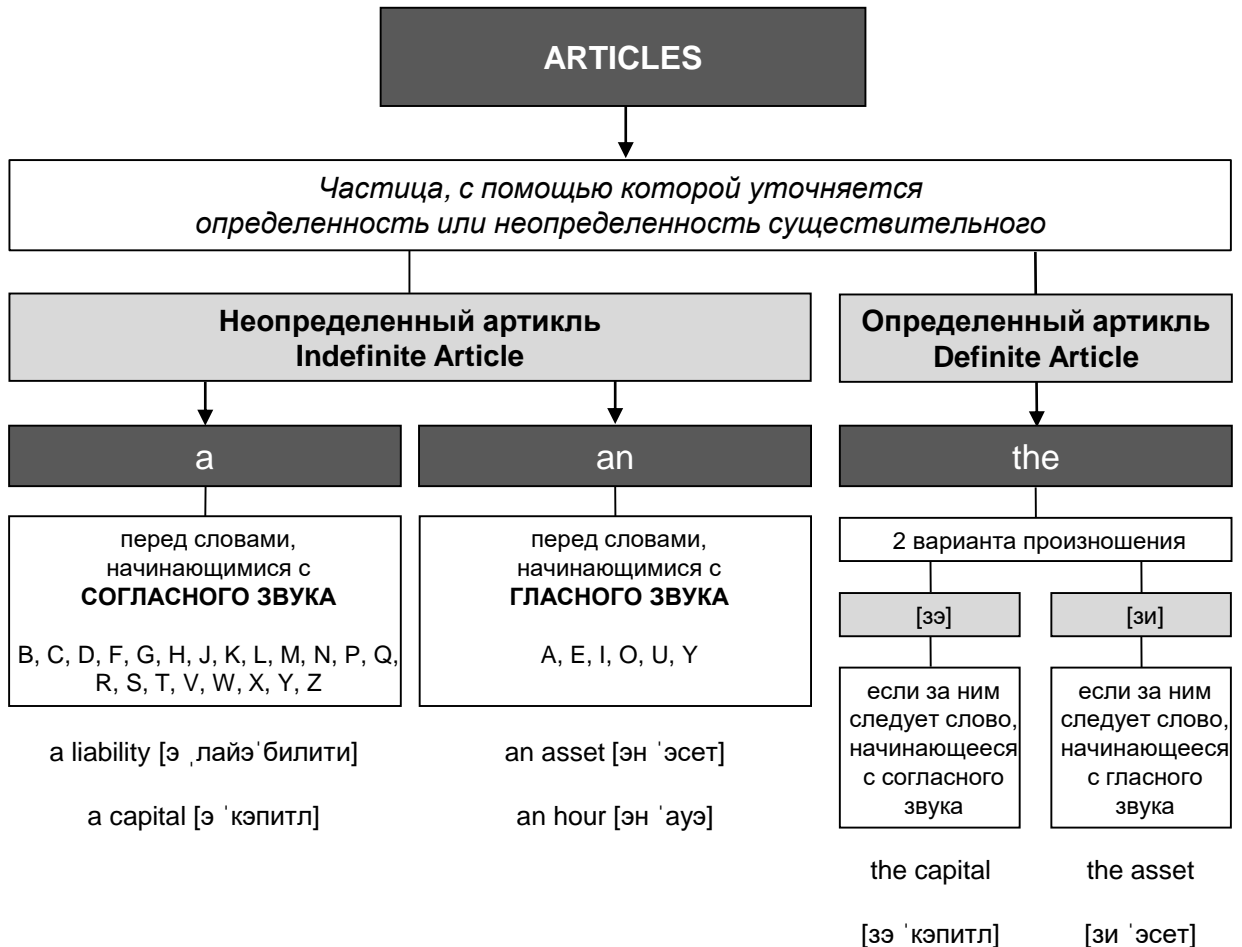 ARTICLES
Частица, с помощью которой уточняется
определенность или неопределенность существительного
Неопределенный артикль
Indefinite Article
a
перед словами,
начинающимися с
СОГЛАСНОГО ЗВУКА
B, C, D, F, G, H, J, K, L, M, N, P, Q,
R, S, T, V, W, X, Y, Z
a liability [э ˌлайэˈбилити]
a capital [э ˈкэпитл]
an
перед словами,
начинающимися с
ГЛАСНОГО ЗВУКА
A, E, I, O, U, Y
an asset [эн ˈэсет]
an hour [эн ˈауэ]
Определенный артикль
Definite Article
the
2 варианта произношения
[зэ]
если за ним
следует слово,
начинающееся
с согласного
звука
the capital
[зэ ˈкэпитл]
[зи]
если за ним
следует слово,
начинающееся
с гласного
звука
the asset
[зи ˈэсет]